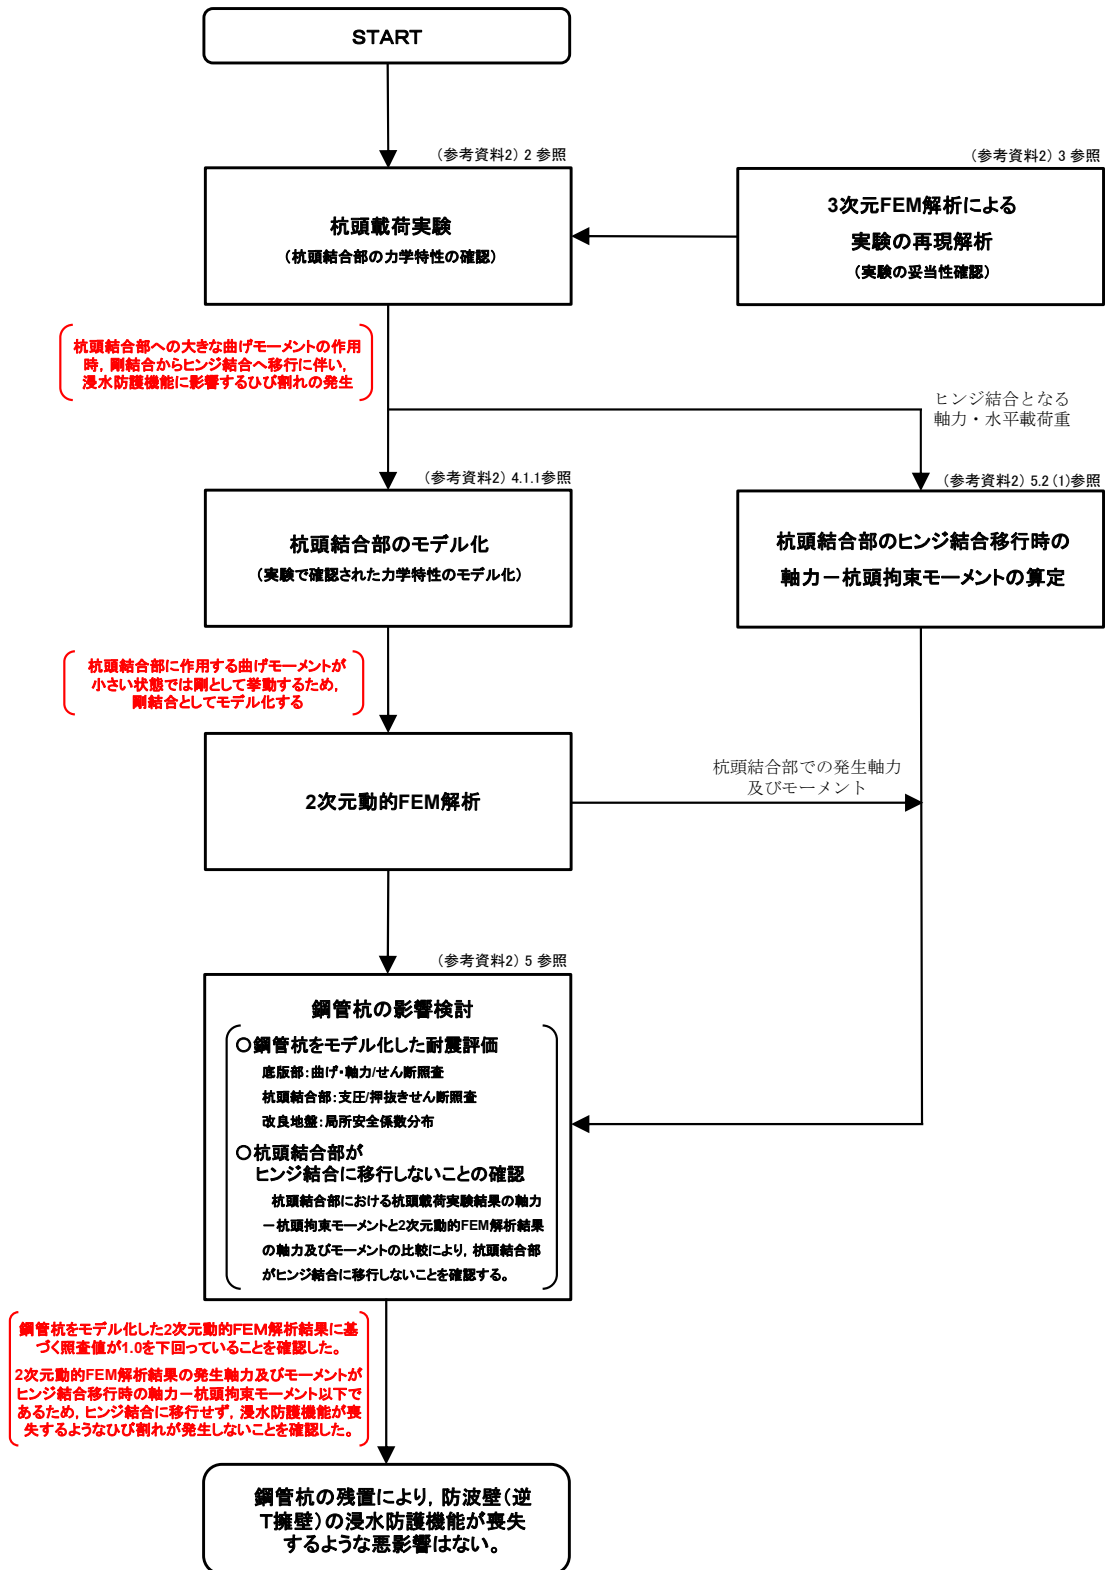 START
(参考資料2) 2 参照
杭頭載荷実験
(杭頭結合部の力学特性の確認)
(参考資料2) 3 参照
3次元FEM解析による
実験の再現解析
(実験の妥当性確認)
杭頭結合部への大きな曲げモーメントの作用
時，剛結合からヒンジ結合へ移行に伴い，
浸水防護機能に影響するひび割れの発生
ヒンジ結合となる
軸力・水平載荷重
(参考資料2) 4.1.1参照
杭頭結合部のモデル化
(実験で確認された力学特性のモデル化)
(参考資料2) 5.2 (1)参照
杭頭結合部のヒンジ結合移行時の
軸力－杭頭拘束モーメントの算定
杭頭結合部に作用する曲げモーメントが
小さい状態では剛として挙動するため，
剛結合としてモデル化する
2次元動的FEM解析
杭頭結合部での発生軸力
及びモーメント
(参考資料2) 5 参照
鋼管杭の影響検討
○鋼管杭をモデル化した耐震評価
底版部：曲げ・軸力/せん断照査
杭頭結合部：支圧/押抜きせん断照査
改良地盤：局所安全係数分布
○杭頭結合部が
ヒンジ結合に移行しないことの確認
杭頭結合部における杭頭載荷実験結果の軸力
－杭頭拘束モーメントと2次元動的FEM解析結果
の軸力及びモーメントの比較により，杭頭結合部
がヒンジ結合に移行しないことを確認する。
鋼管杭をモデル化した2次元動的FEM解析結果に基
づく照査値が1.0を下回っていることを確認した。
2次元動的FEM解析結果の発生軸力及びモーメントが
ヒンジ結合移行時の軸力－杭頭拘束モーメント以下で
あるため，ヒンジ結合に移行せず，浸水防護機能が喪
失するようなひび割れが発生しないことを確認した。
鋼管杭の残置により，防波壁（逆
T擁壁）の浸水防護機能が喪失
するような悪影響はない。